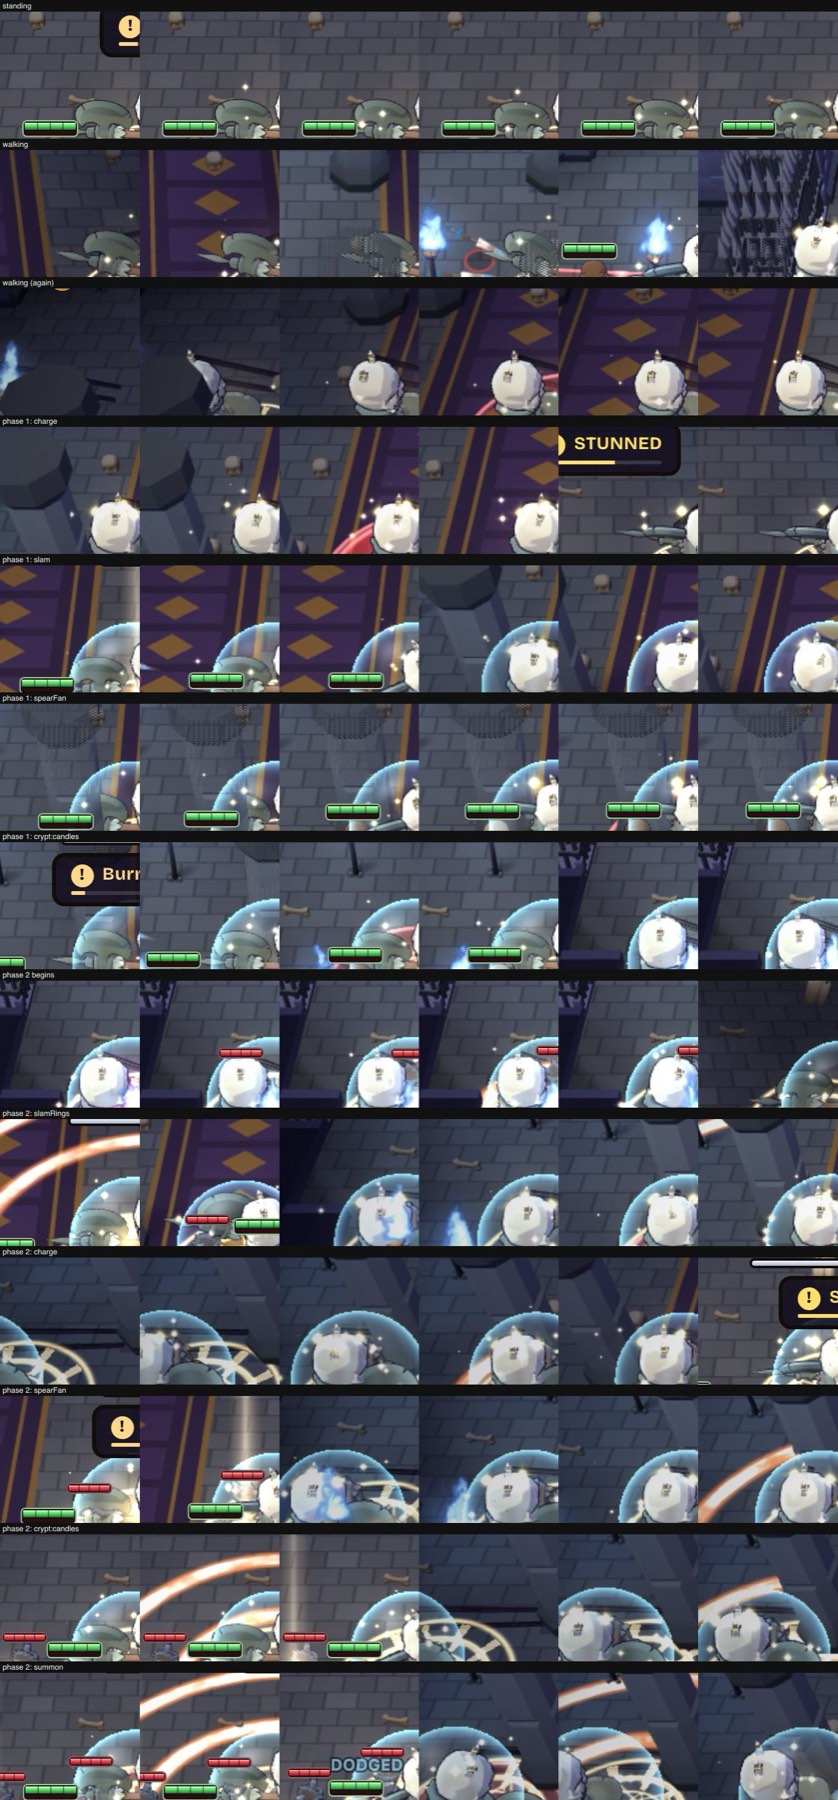 standing
!
walking
walking (again)
phase 1: charge
STUNNED
phase 1: slam
phase 1: spearFan
phase 1: crypt:candles
! Burr
phase 2 begins
phase 2: slamRings
phase 2: charge
! S
phase 2: spearFan
!
phase 2: crypt:candles
phase 2: summon
DODGED